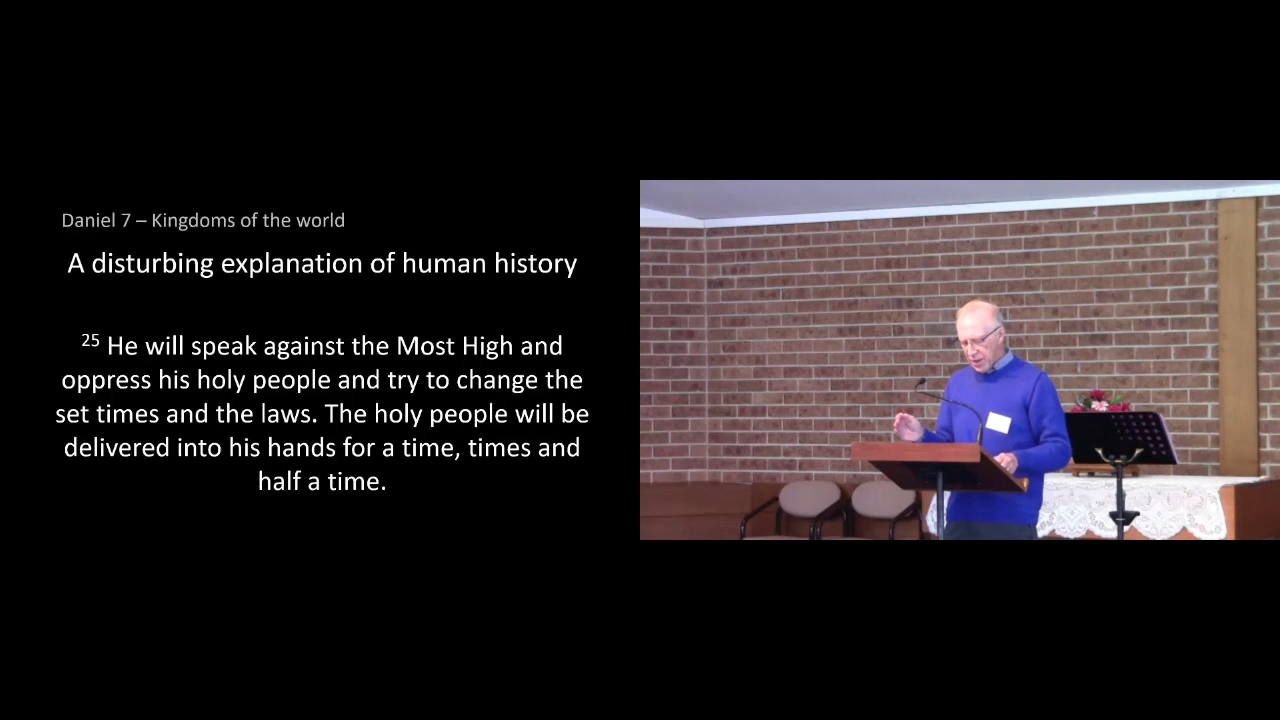 Daniel 7 – Kingdoms of the world
A disturbing explanation of human history
25 He will speak against the Most High and
oppress his holy people and try to change the
set times and the laws. The holy people will be
delivered into his hands for a time, times and
half a time.